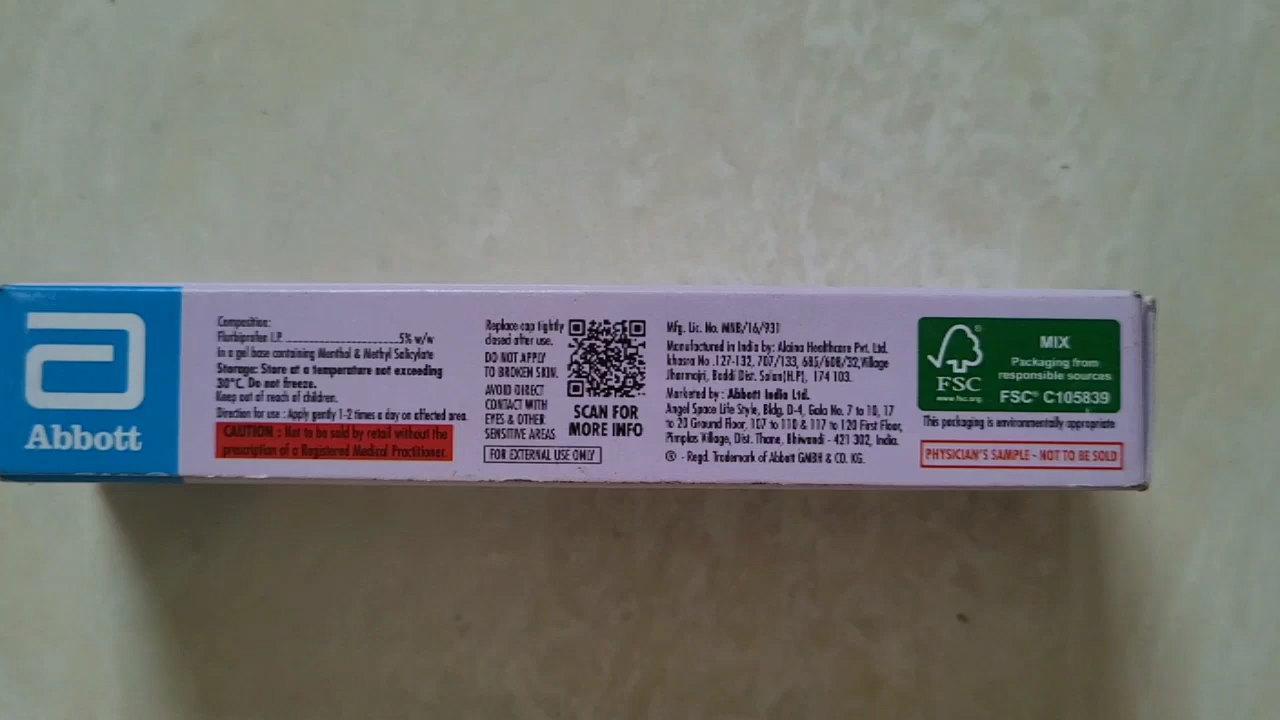 Abbott
Composition:
Flurbiprofen I.P. ........................................5% w/w
In a gel base containing Menthol & Methyl Salicylate
Storage: Store at a temperature not exceeding
30°C. Do not freeze.
Keep out of reach of children.
Direction for use : Apply gently 1-2 times a day on affected area.
CAUTION : Not to be sold by retail without the
prescription of a Registered Medical Practitioner.
Replace cap tightly
closed after use.
DO NOT APPLY
TO BROKEN SKIN.
AVOID DIRECT
CONTACT WITH
EYES & OTHER
SENSITIVE AREAS
FOR EXTERNAL USE ONLY
SCAN FOR
MORE INFO
Mfg. Lic. No. MNB/16/931
Manufactured in India by: Alaina Healthcare Pvt. Ltd.
khasra No .127-132, 707/133, 685/608/32,Village
Jharmajri, Baddi Dist. Solan(H.P), 174 103.
Marketed by : Abbott India Ltd.
Angel Space Life Style, Bldg. D-4, Gala No. 7 to 10, 17
to 20 Ground Floor, 107 to 110 & 117 to 120 First Floor,
Pimplas Village, Dist. Thane, Bhiwandi - 421 302, India.
® - Regd. Trademark of Abbott GMBH & CO. KG.
FSC
www.fsc.org
MIX
Packaging from
responsible sources
FSC® C105839
This packaging is environmentally appropriate
PHYSICIAN'S SAMPLE - NOT TO BE SOLD